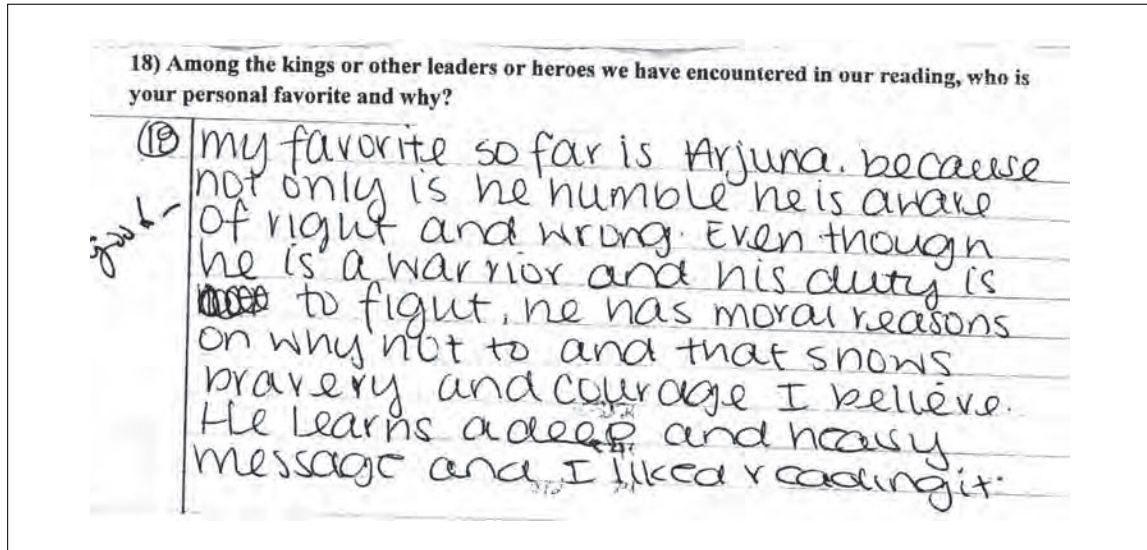 18) Among the kings or other leaders or heroes we have encountered in our reading, who is
your personal favorite and why?
18 my favorite so far is Arjuna. because
not only is he humble he is aware
of right and wrong. Even though
he is a warrior and his duty is
to fight, he has moral reasons
on why not to and that shows
bravery and courage I believe.
He learns a deep and heavy
message and I liked reading it.
good-